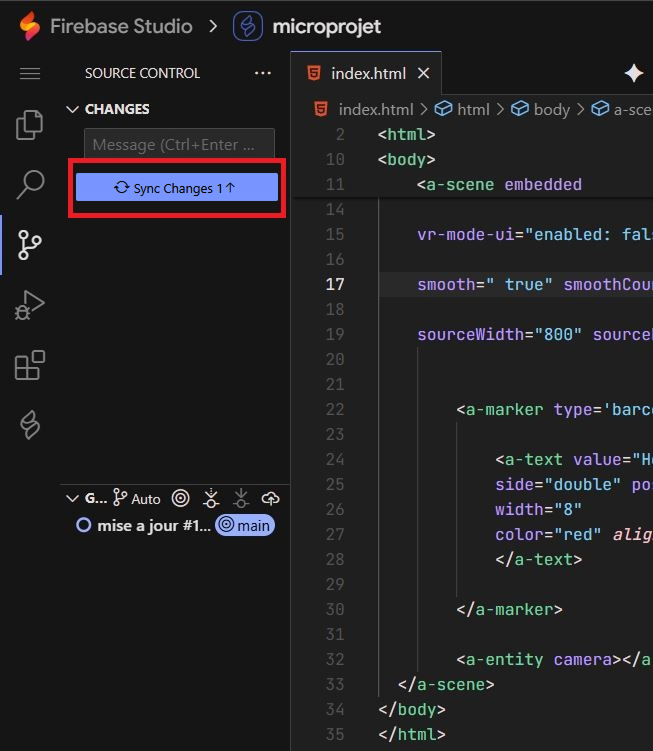 Firebase Studio > microprojet
SOURCE CONTROL ...
CHANGES
Message (Ctrl+Enter ...
Sync Changes 1↑
G... Auto
mise a jour #1... main
index.html ×
index.html > html > body > a-sce
2 <html>
10 <body>
11 <a-scene embedded
14
15 vr-mode-ui="enabled: fal
16
17 smooth=" true" smoothCou
18
19 sourceWidth="800" source
20
21
22 <a-marker type='barc
23
24 <a-text value="He
25 side="double" po
26 width="8"
27 color="red" alig
28 </a-text>
29
30 </a-marker>
31
32 <a-entity camera></a
33 </a-scene>
34 </body>
35 </html>